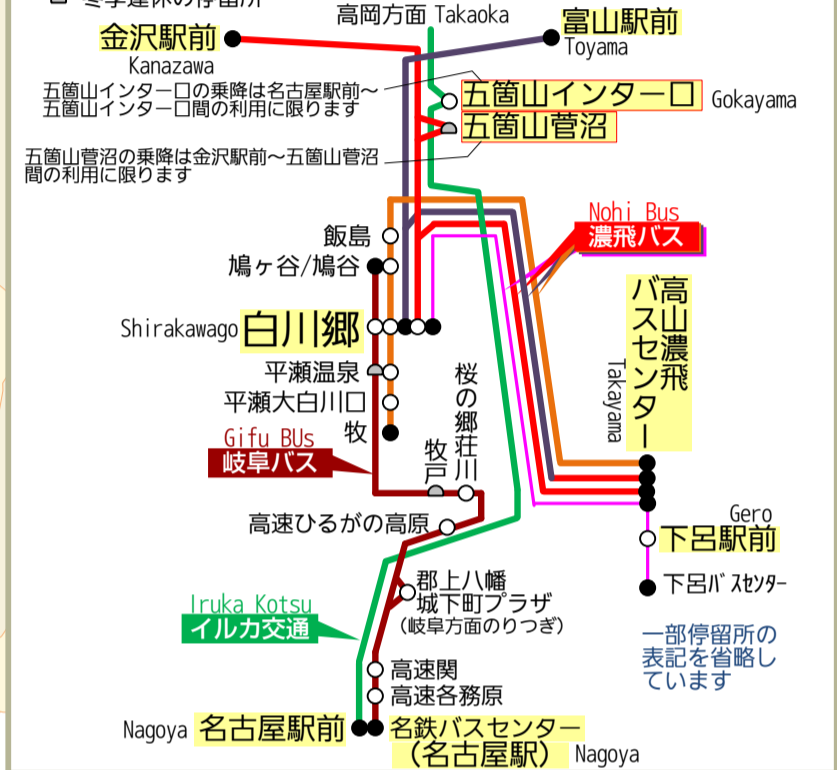 高岡方面 Takaoka
金沢駅前
Kanazawa
富山駅前
Toyama
五箇山インター口の乗降は名古屋駅前～
五箇山インター口間の利用に限ります
五箇山インター口
Gokayama
五箇山菅沼
五箇山菅沼の乗降は金沢駅前～五箇山菅沼
間の利用に限ります
Nohi Bus
濃飛バス
飯島
鳩ヶ谷/鳩谷
Shirakawago 白川郷
高山濃飛
バスセンター
Takayama
平瀬温泉
平瀬大白川口
牧
桜の郷荘川
牧戸
Gifu BUs
岐阜バス
高速ひるがの高原
Gero
下呂駅前
下呂バスセンター
郡上八幡
城下町プラザ
（岐阜方面のりつぎ）
Iruka Kotsu
イルカ交通
一部停留所の
表記を省略し
ています
高速関
高速各務原
Nagoya 名古屋駅前
名鉄バスセンター
（名古屋駅） Nagoya